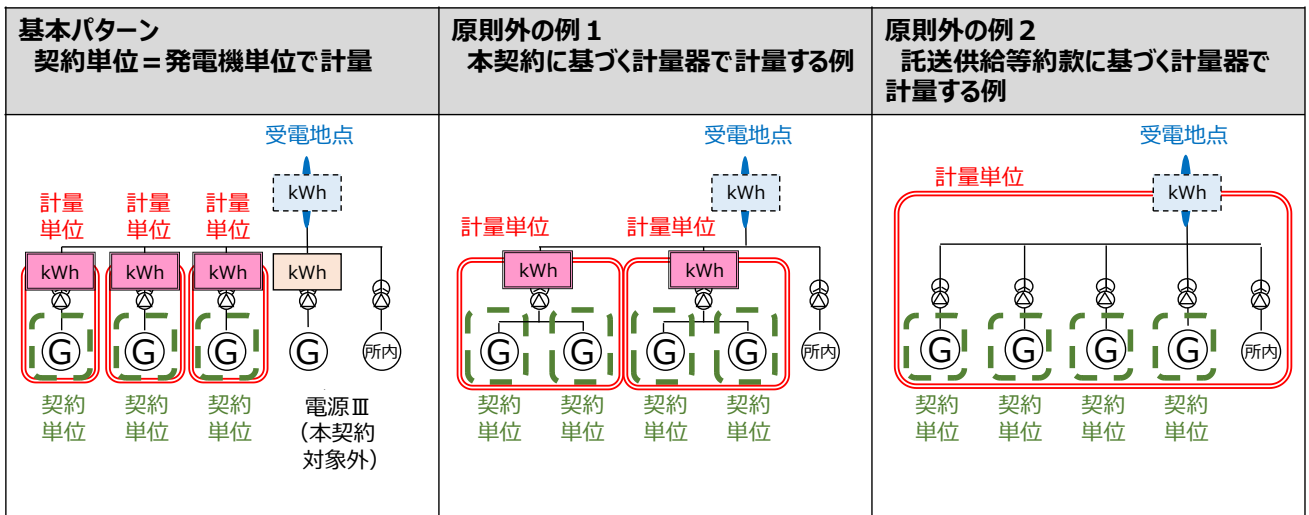 基本パターン
契約単位＝発電機単位で計量
受電地点
kWh
計量
単位
計量
単位
計量
単位
kWh
kWh
kWh
kWh
G
G
G
G
所内
契約
単位
契約
単位
契約
単位
電源Ⅲ
（本契約
対象外）
原則外の例１
本契約に基づく計量器で計量する例
受電地点
kWh
計量単位
計量単位
kWh
kWh
G
G
G
G
所内
契約
単位
契約
単位
契約
単位
契約
単位
原則外の例２
託送供給等約款に基づく計量器で
計量する例
受電地点
計量単位
kWh
G
G
G
G
所内
契約
単位
契約
単位
契約
単位
契約
単位